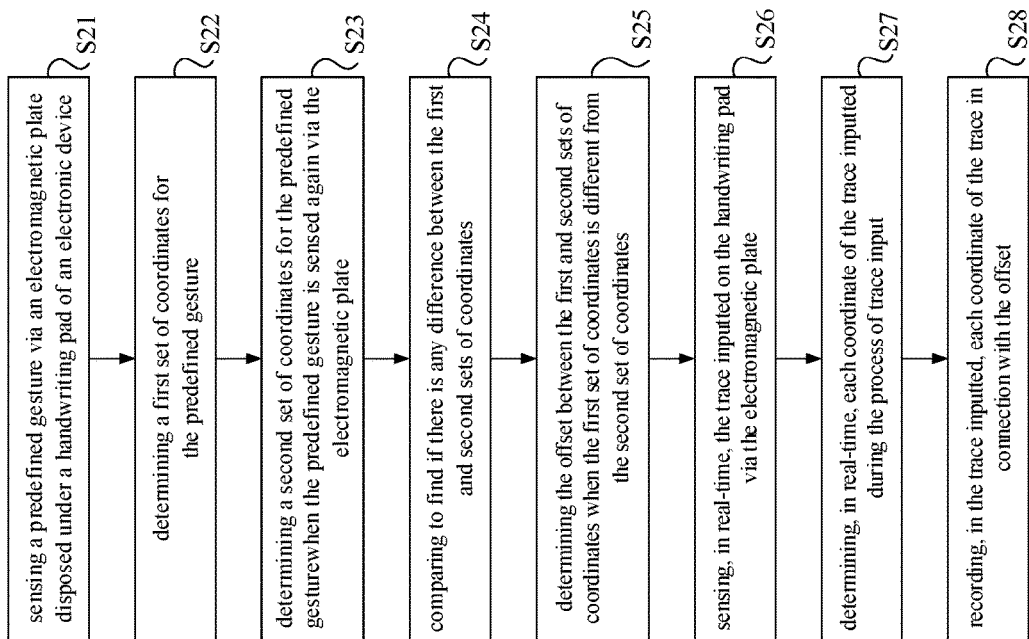 sensing a predefined gesture via an electromagnetic plate
disposed under a handwriting pad of an electronic device
S21
determining a first set of coordinates for
the predefined gesture
S22
determining a second set of coordinates for the predefined
gesturewhen the predefined gesture is sensed again via the
electromagnetic plate
S23
comparing to find if there is any difference between the first
and second sets of coordinates
S24
determining the offset between the first and second sets of
coordinates when the first set of coordinates is different from
the second set of coordinates
S25
sensing, in real-time, the trace inputted on the handwriting pad
via the electromagnetic plate
S26
determining, in real-time, each coordinate of the trace inputted
during the process of trace input
S27
recording, in the trace inputted, each coordinate of the trace in
connection with the offset
S28